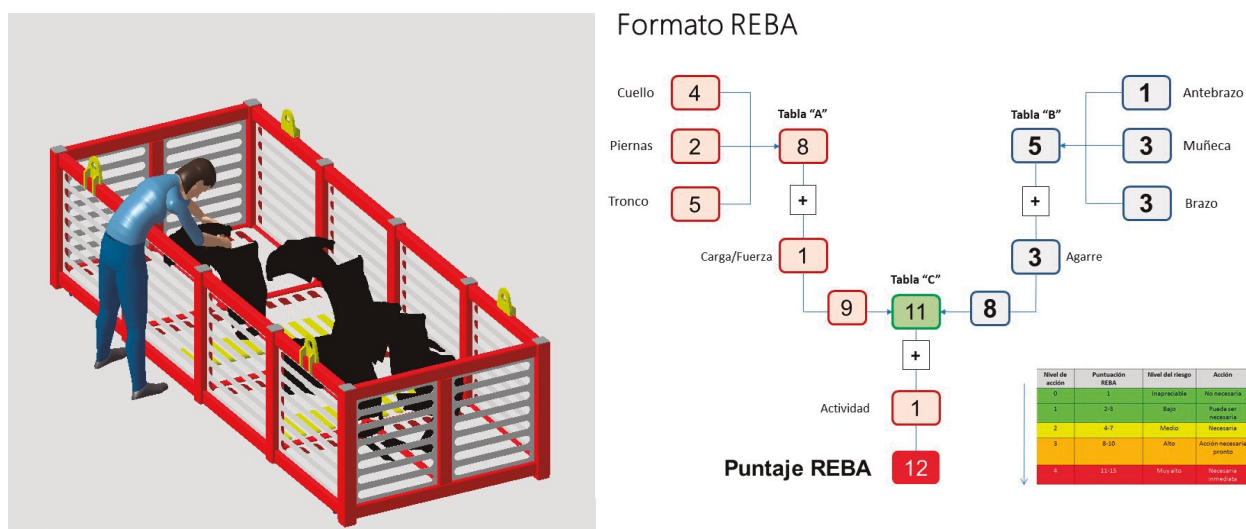 Formato REBA
Cuello
4
Tabla “A”
Piernas
2
8
Tronco
5
+
Carga/Fuerza
1
9
Tabla “B”
5
1
Antebrazo
3
Muñeca
3
Brazo
+
3
Agarre
8
Tabla “C”
11
+
Actividad
1
Puntaje REBA
12
Nivel de acción Puntuación REBA Nivel del riesgo Acción
0 1 Inapreciable No necesaria
1 2-3 Bajo Puede ser necesaria
2 4-7 Medio Necesaria
3 8-10 Alto Acción necesaria pronto
4 11-15 Muy alto Necesaria inmediata